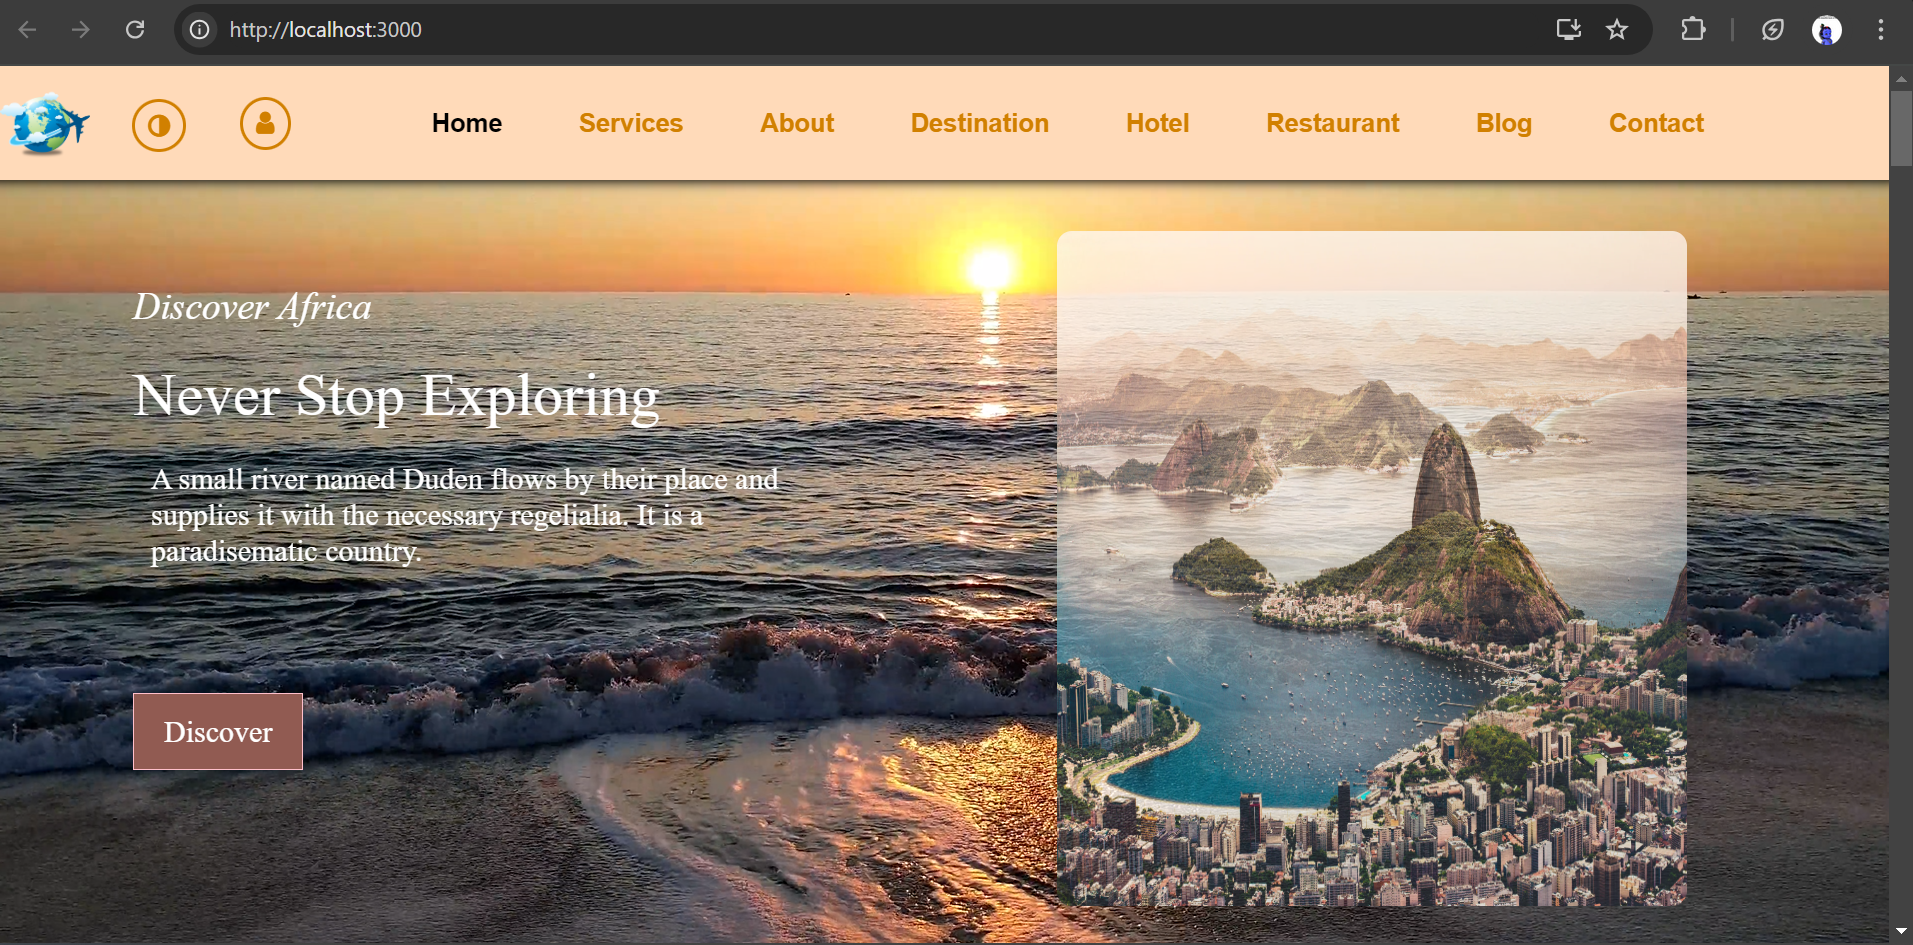 http://localhost:3000
Home Services About Destination Hotel Restaurant Blog Contact
Discover Africa
Never Stop Exploring
A small river named Duden flows by their place and
supplies it with the necessary regelialia. It is a
paradisematic country.
Discover